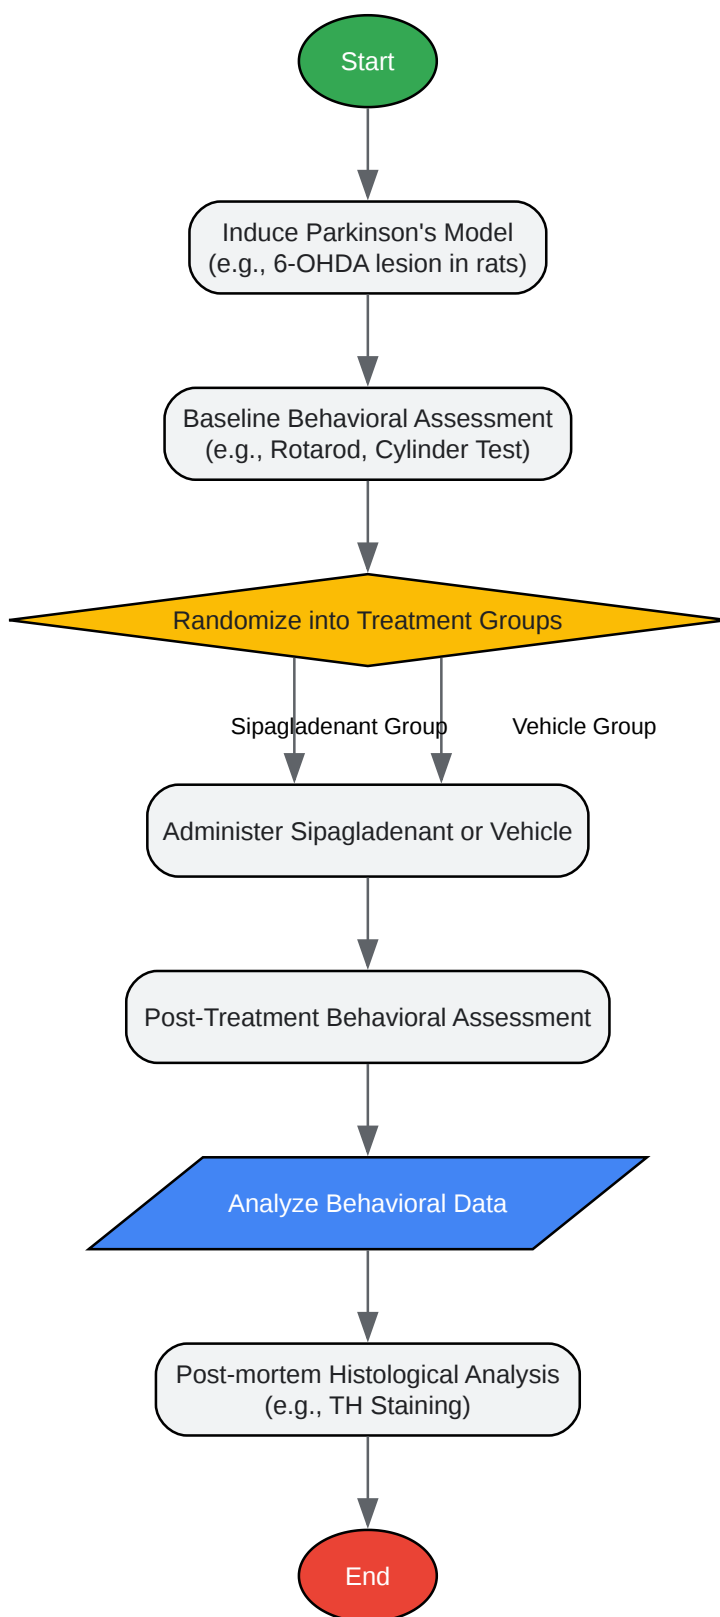 Start
Induce Parkinson's Model
(e.g., 6-OHDA lesion in rats)
Baseline Behavioral Assessment
(e.g., Rotarod, Cylinder Test)
Randomize into Treatment Groups
Sipagladenant Group
Vehicle Group
Administer Sipagladenant or Vehicle
Post-Treatment Behavioral Assessment
Analyze Behavioral Data
Post-mortem Histological Analysis
(e.g., TH Staining)
End